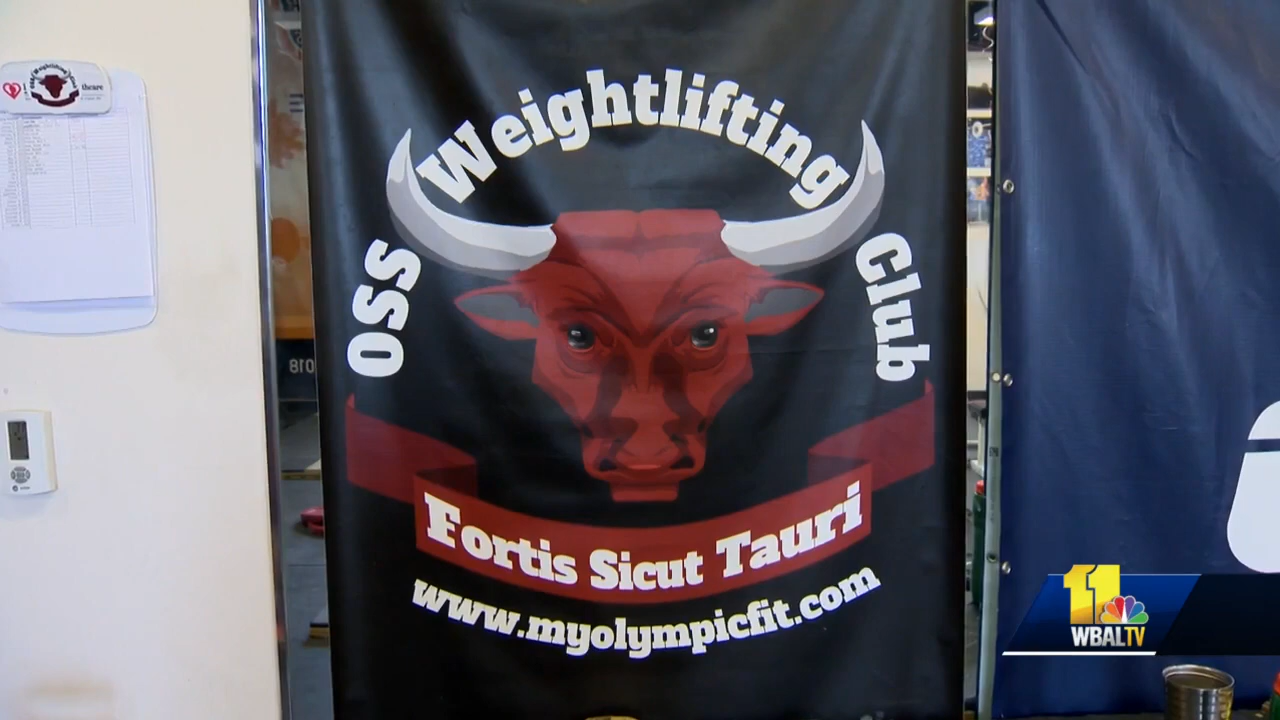 OSS Weightlifting Club
Fortis Sicut Tauri
www.myolympicfit.com
11
WBALTV